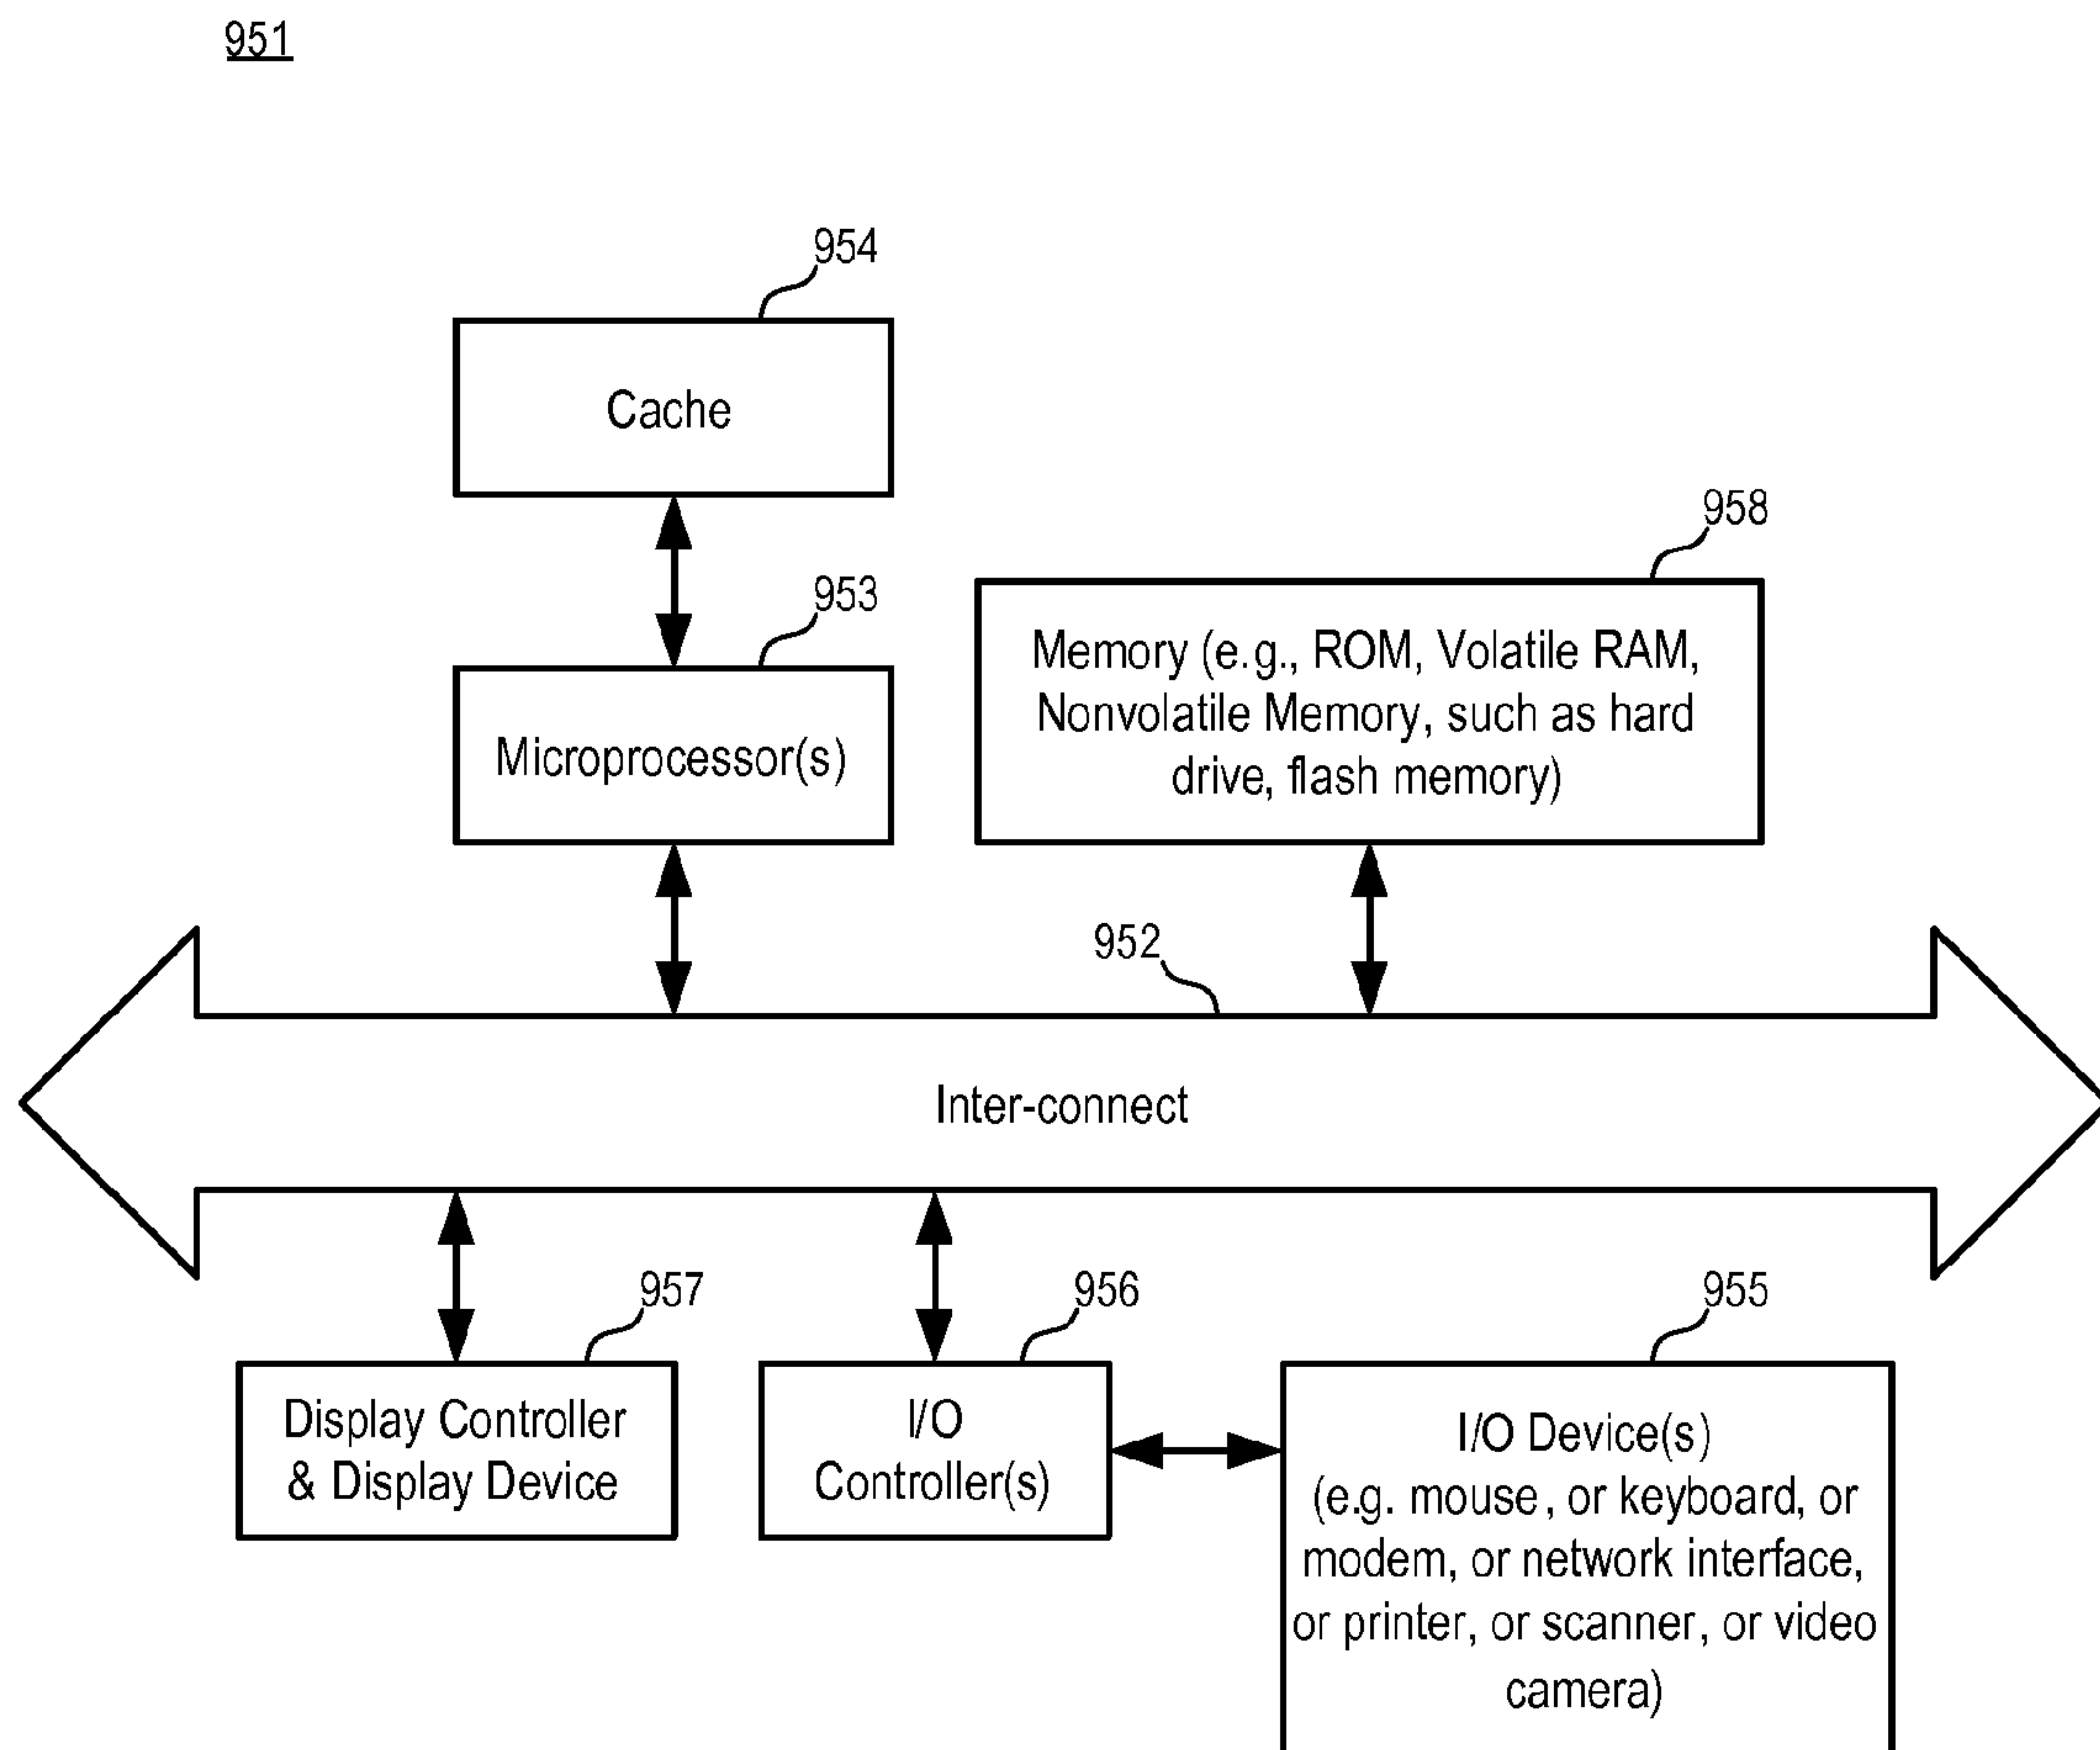 951
954
Cache
958
953
Memory (e.g., ROM, Volatile RAM,
Nonvolatile Memory, such as hard
drive, flash memory)
Microprocessor(s)
952
Inter-connect
957
956
955
Display Controller
& Display Device
I/O
Controller(s)
I/O Device(s)
(e.g. mouse, or keyboard, or
modem, or network interface,
or printer, or scanner, or video
camera)